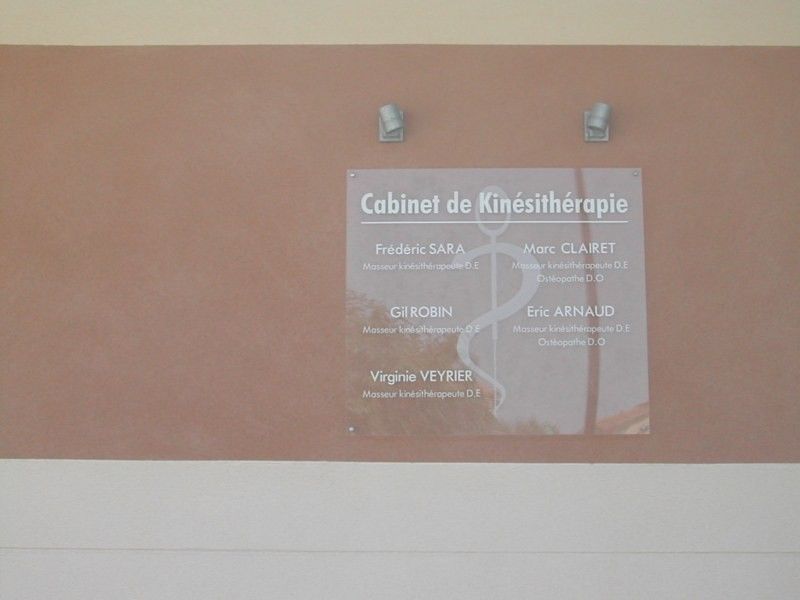 Cabinet de Kinésithérapie
Frédéric SARA
Masseur kinésithérapeute D.E
Gil ROBIN
Masseur kinésithérapeute D.E
Virginie VEYRIER
Masseur kinésithérapeute D.E
Marc CLAIRET
Masseur kinésithérapeute D.E
Ostéopathe D.O
Eric ARNAUD
Masseur kinésithérapeute D.E
Ostéopathe D.O